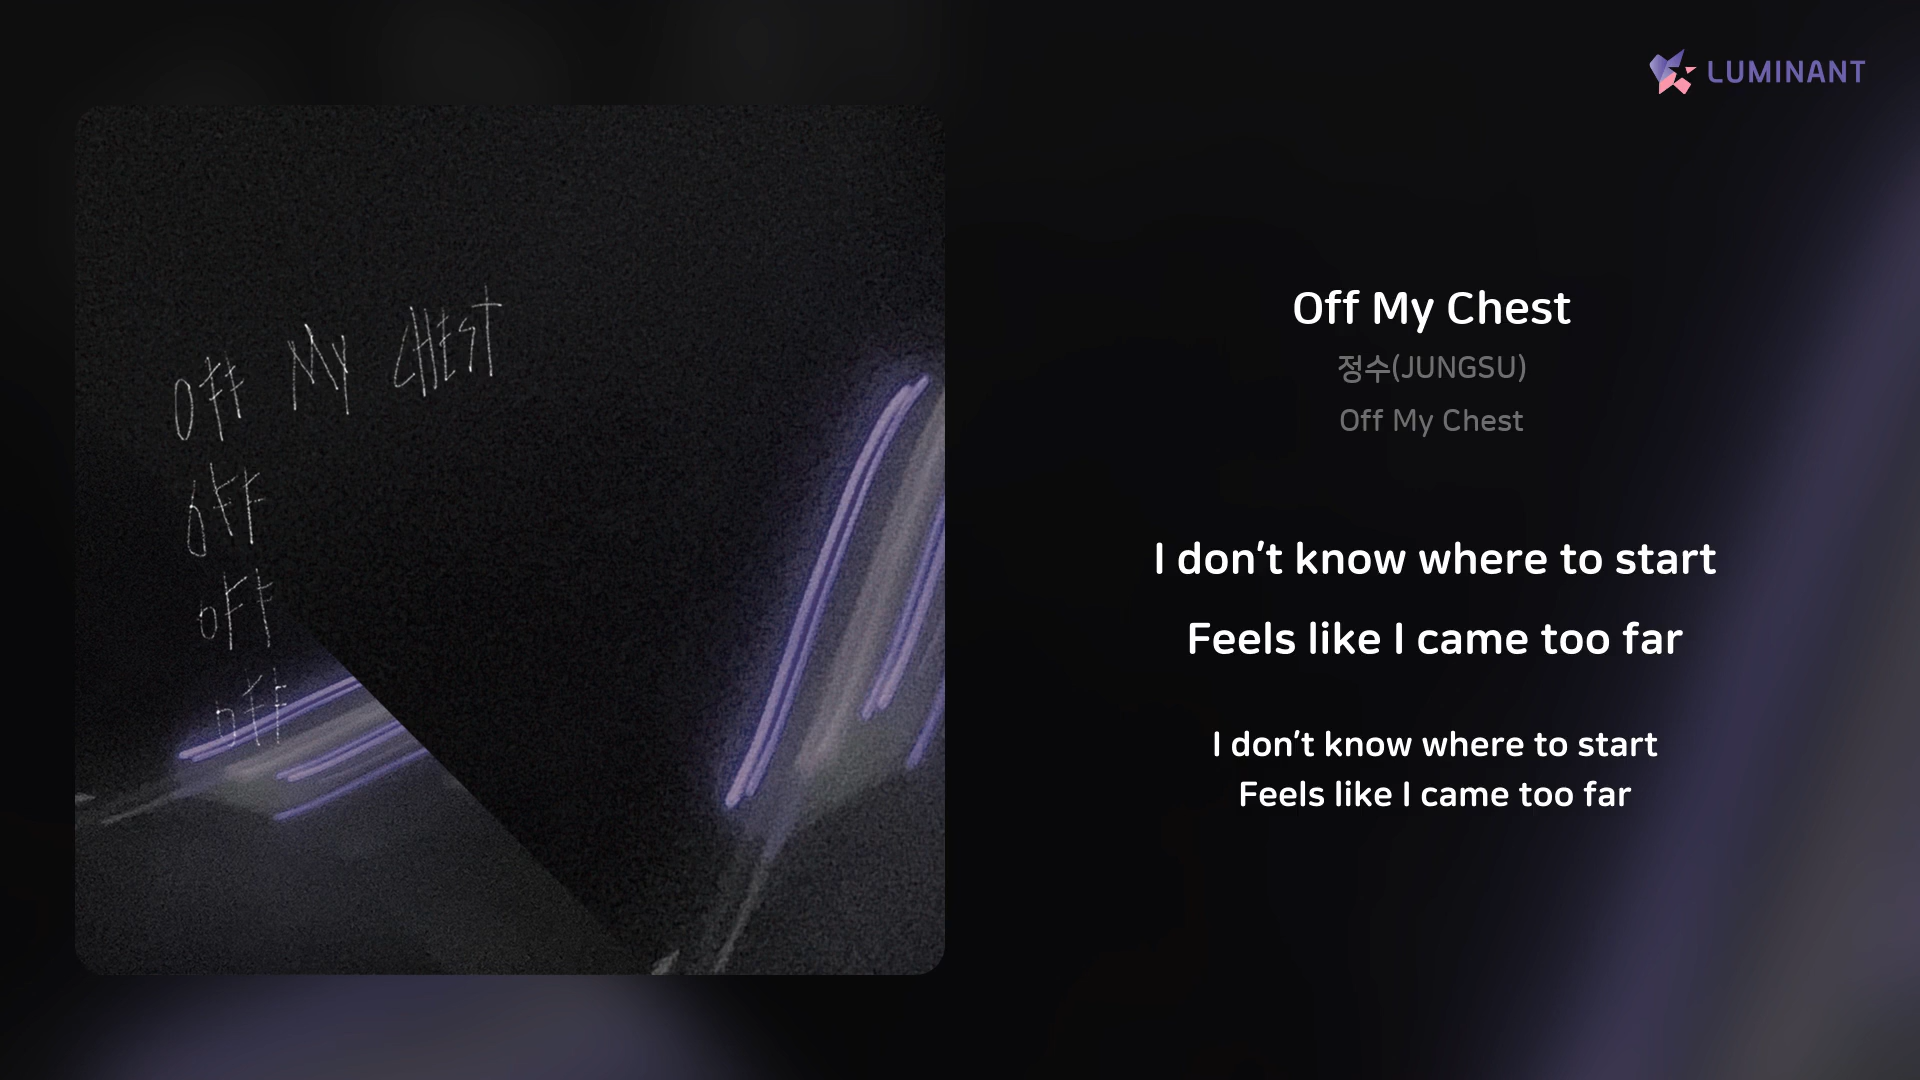 LUMINANT
OFF MY CHEST
OFF
OFF
OFF
Off My Chest
정수(JUNGSU)
Off My Chest
I don't know where to start
Feels like I came too far
I don't know where to start
Feels like I came too far